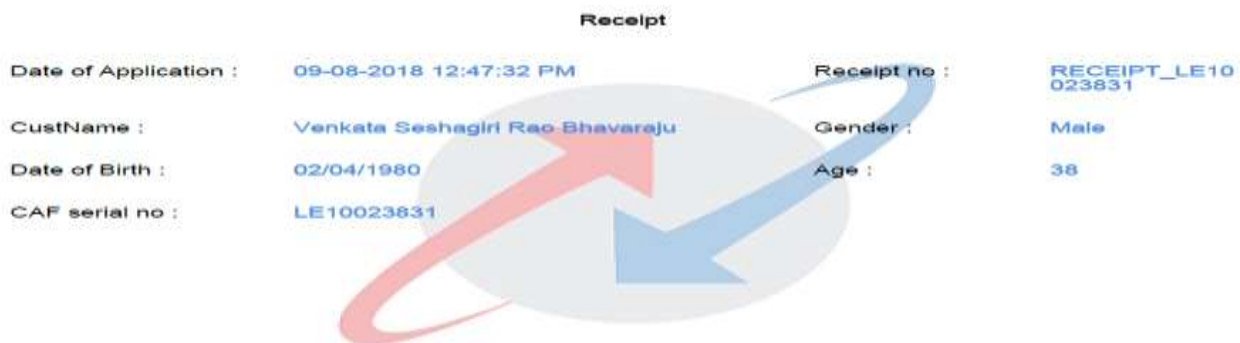 Receipt
Date of Application : 09-08-2018 12:47:32 PM Receipt no : RECEIPT_LE10
023831
CustName : Venkata Seshagiri Rao Bhavaraju Gender : Male
Date of Birth : 02/04/1980 Age : 38
CAF serial no : LE10023831